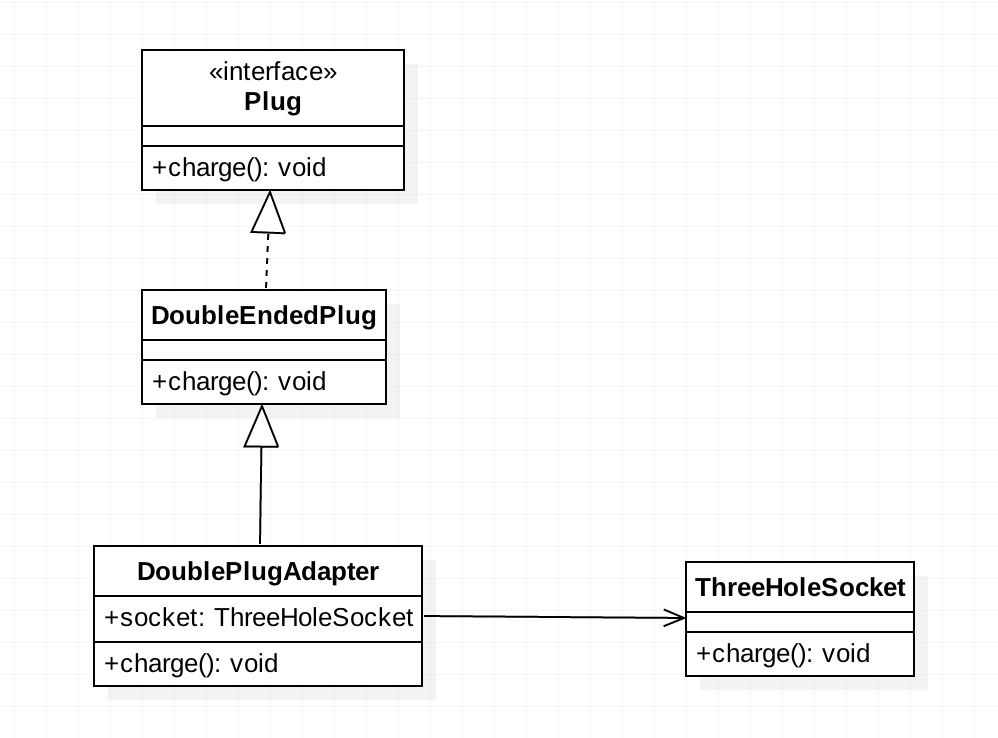 «interface»
Plug
+charge(): void
DoubleEndedPlug
+charge(): void
DoublePlugAdapter
+socket: ThreeHoleSocket
+charge(): void
ThreeHoleSocket
+charge(): void